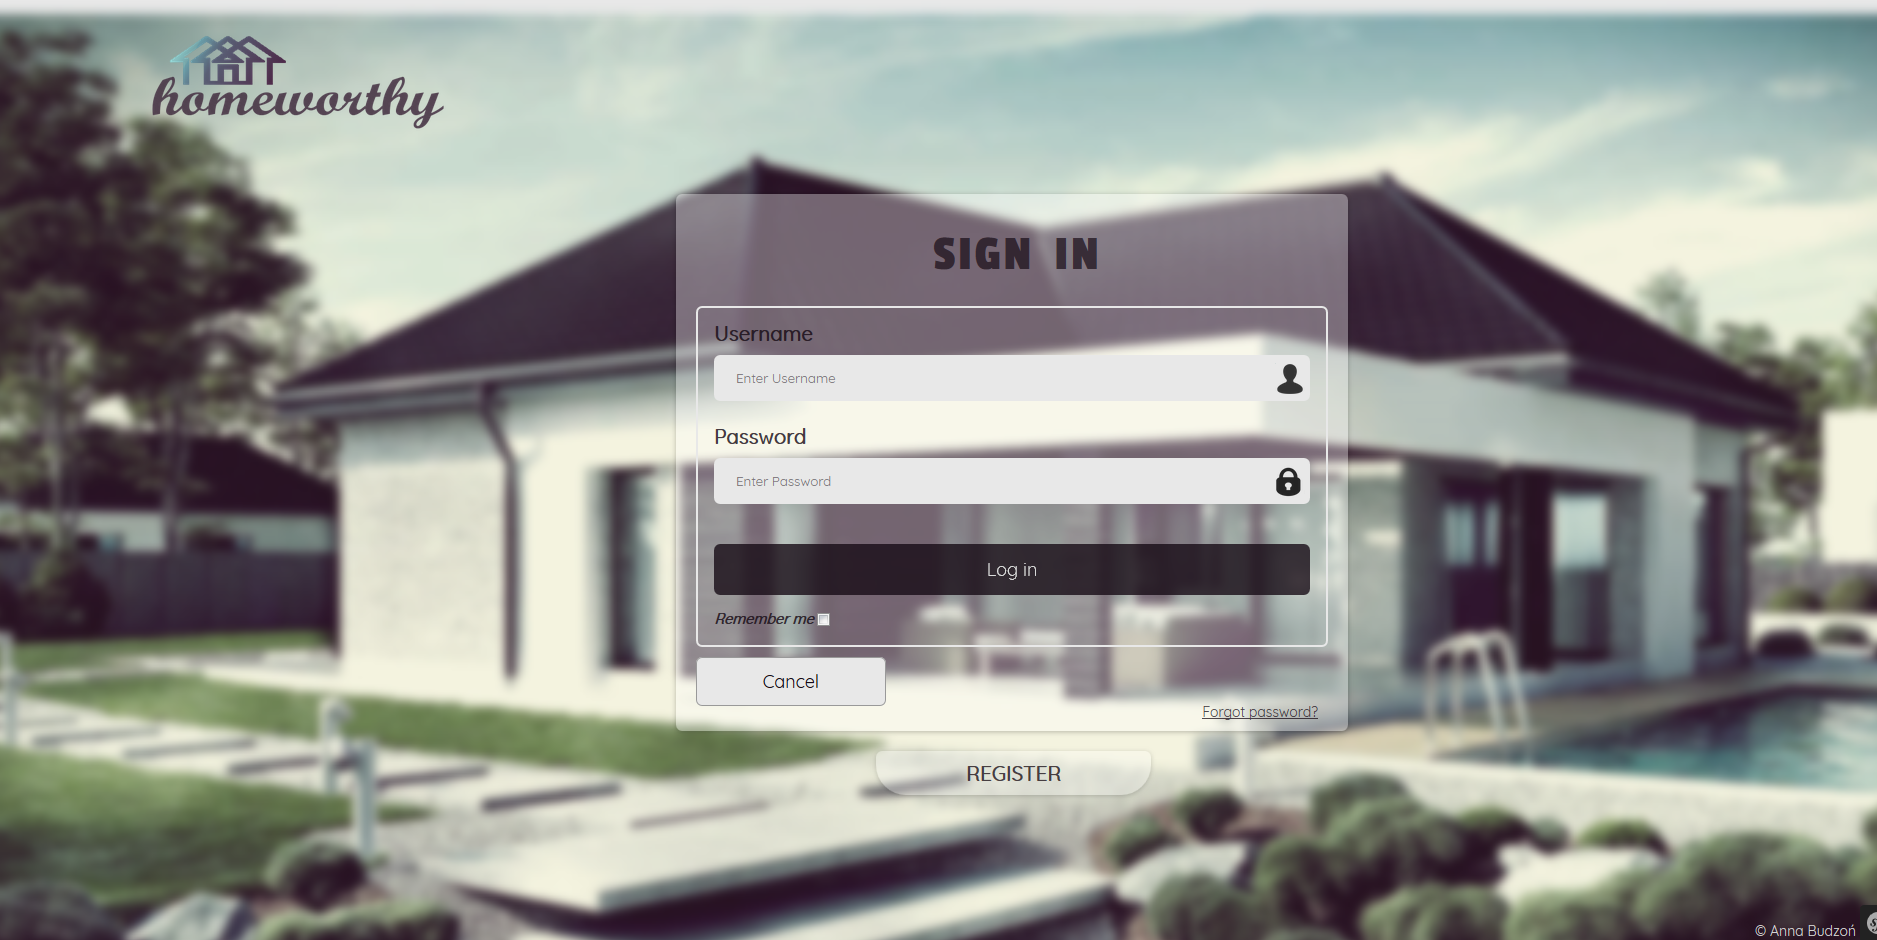 homeworthy
SIGN IN
Username
Enter Username
Password
Enter Password
Log in
Remember me
Cancel
Forgot password?
REGISTER
© Anna Budzoń